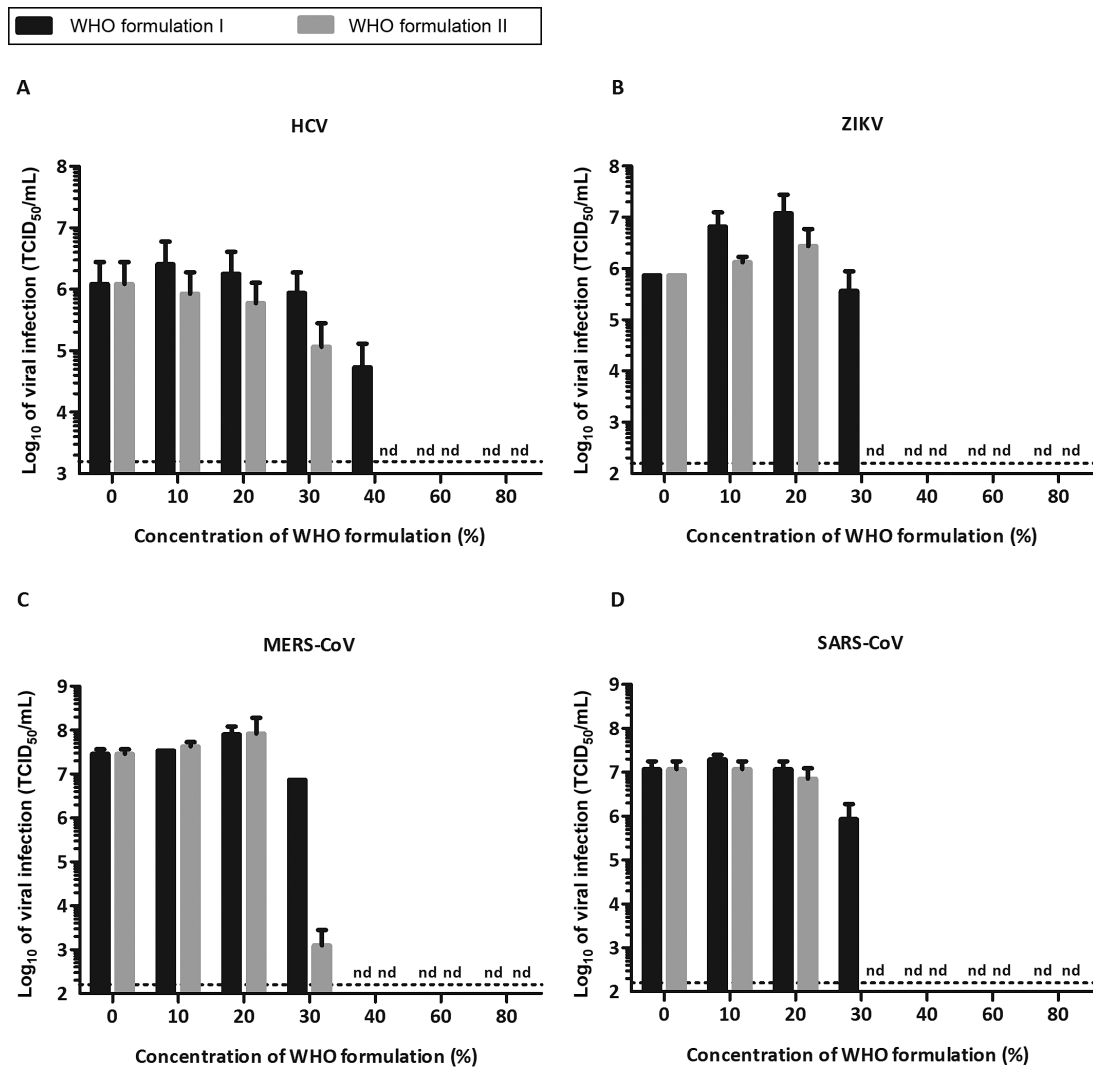 WHO formulation I WHO formulation II
A
HCV
Log10 of viral infection (TCID50/mL)
8
7
6
5
4
3
nd nd nd nd nd
0 10 20 30 40 60 80
Concentration of WHO formulation (%)
B
ZIKV
Log10 of viral infection (TCID50/mL)
8
7
6
5
4
3
2
nd nd nd nd nd nd nd
0 10 20 30 40 60 80
Concentration of WHO formulation (%)
C
MERS-CoV
Log10 of viral infection (TCID50/mL)
9
8
7
6
5
4
3
2
nd nd nd nd nd nd
0 10 20 30 40 60 80
Concentration of WHO formulation (%)
D
SARS-CoV
Log10 of viral infection (TCID50/mL)
9
8
7
6
5
4
3
2
nd nd nd nd nd nd nd
0 10 20 30 40 60 80
Concentration of WHO formulation (%)